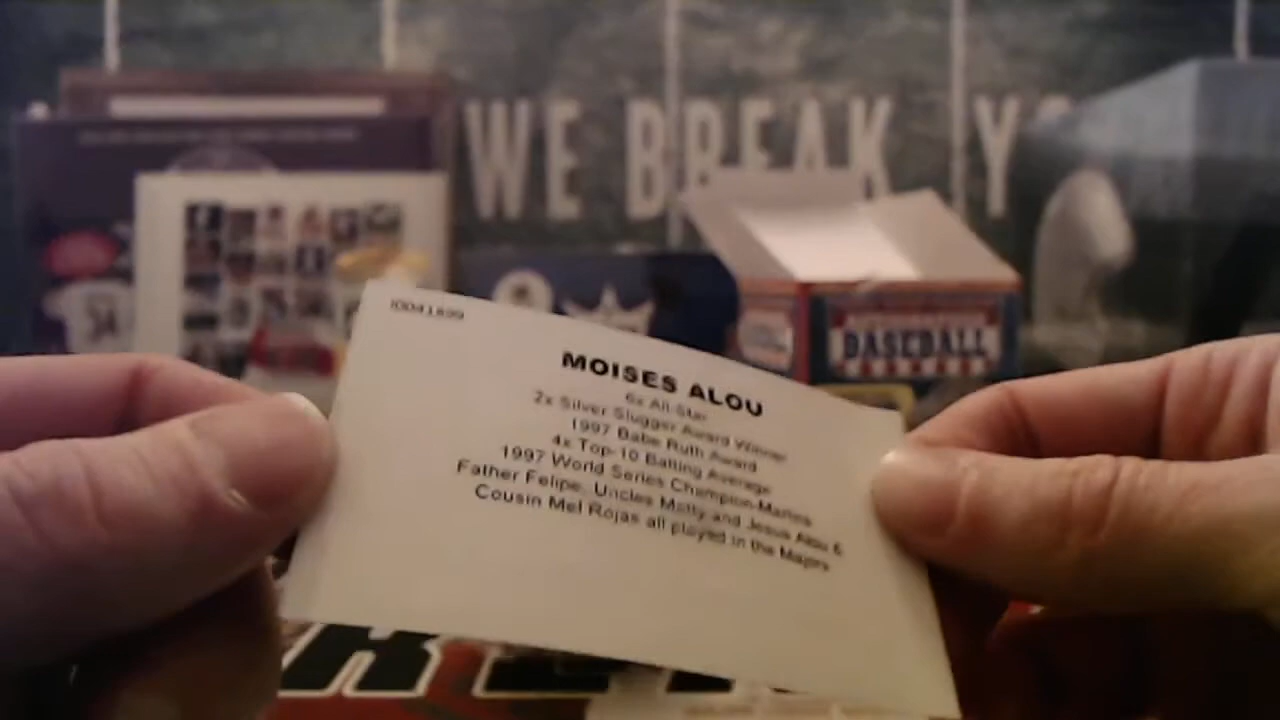 WE BREAK
BASEBALL
MOISES ALOU
6x All-Star
2x Silver Slugger Award Winner
1997 Babe Ruth Award
4x Top-10 Batting Average
1997 World Series Champion-Marlins
Father Felipe, Uncles Matty and Jesus Alou &
Cousin Mel Rojas all played in the Majors